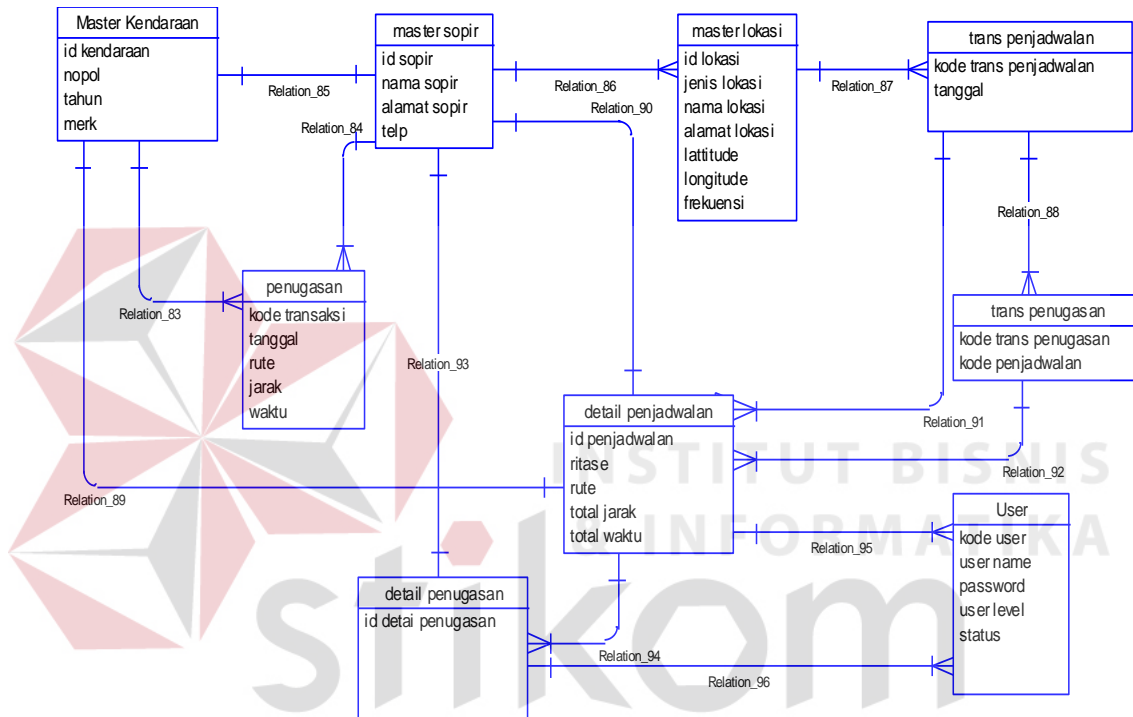 Master Kendaraan
id kendaraan
nopol
tahun
merk
master sopir
id sopir
nama sopir
alamat sopir
telp
master lokasi
id lokasi
jenis lokasi
nama lokasi
alamat lokasi
lattitude
longitude
frekuensi
trans penjadwalan
kode trans penjadwalan
tanggal
Relation_85
Relation_86
Relation_87
Relation_90
Relation_84
Relation_88
penugasan
kode transaksi
tanggal
rute
jarak
waktu
Relation_83
trans penugasan
kode trans penugasan
kode penjadwalan
Relation_93
detail penjadwalan
id penjadwalan
ritase
rute
total jarak
total waktu
Relation_91
Relation_92
Relation_89
INSTITUT BISNIS
& INFORMATIKA
stikom
User
kode user
user name
password
user level
status
Relation_95
detail penugasan
id detai penugasan
Relation_94
Relation_96